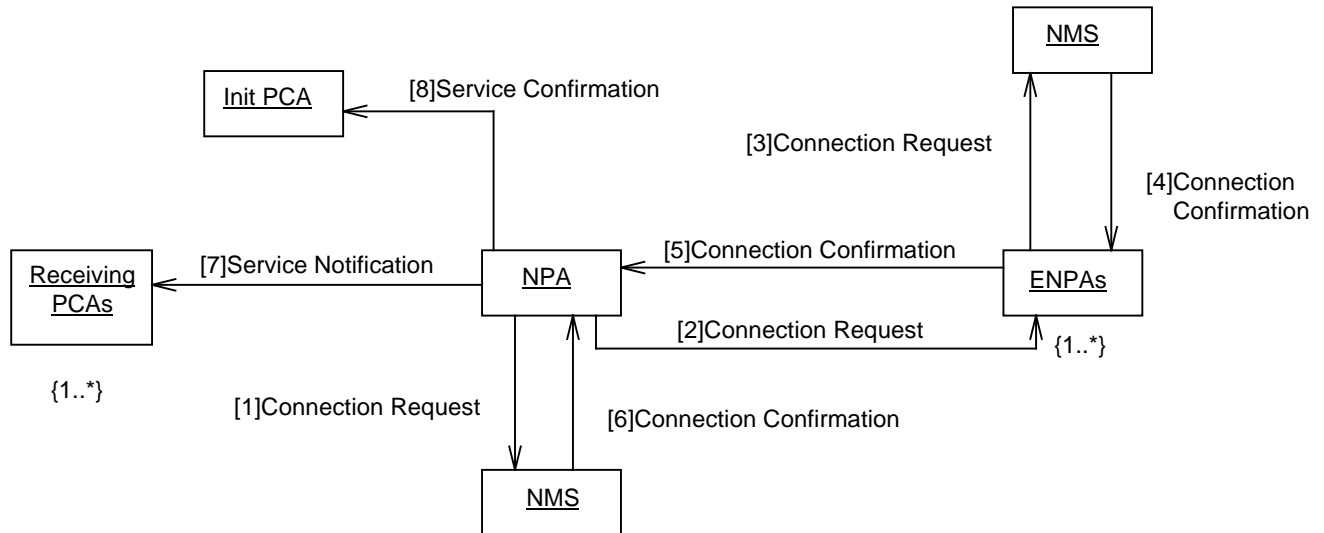 NMS
Init PCA
[8]Service Confirmation
[3]Connection Request
[4]Connection
Confirmation
[5]Connection Confirmation
[7]Service Notification
Receiving
PCAs
NPA
ENPAs
[2]Connection Request
{1..*}
{1..*}
[1]Connection Request
[6]Connection Confirmation
NMS